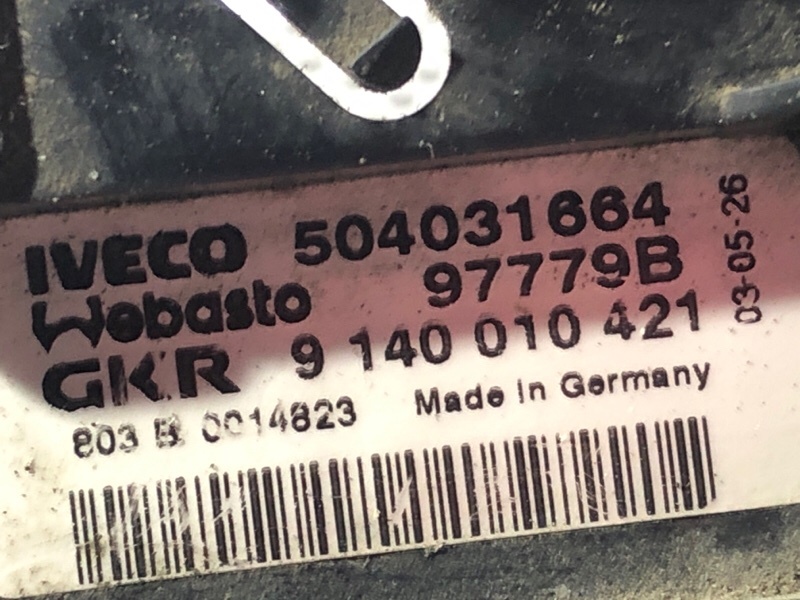 IVECO 504031664
Webasto 97779B
GKR 9 140 010 421
803 B 0014823 Made in Germany
03-05-26